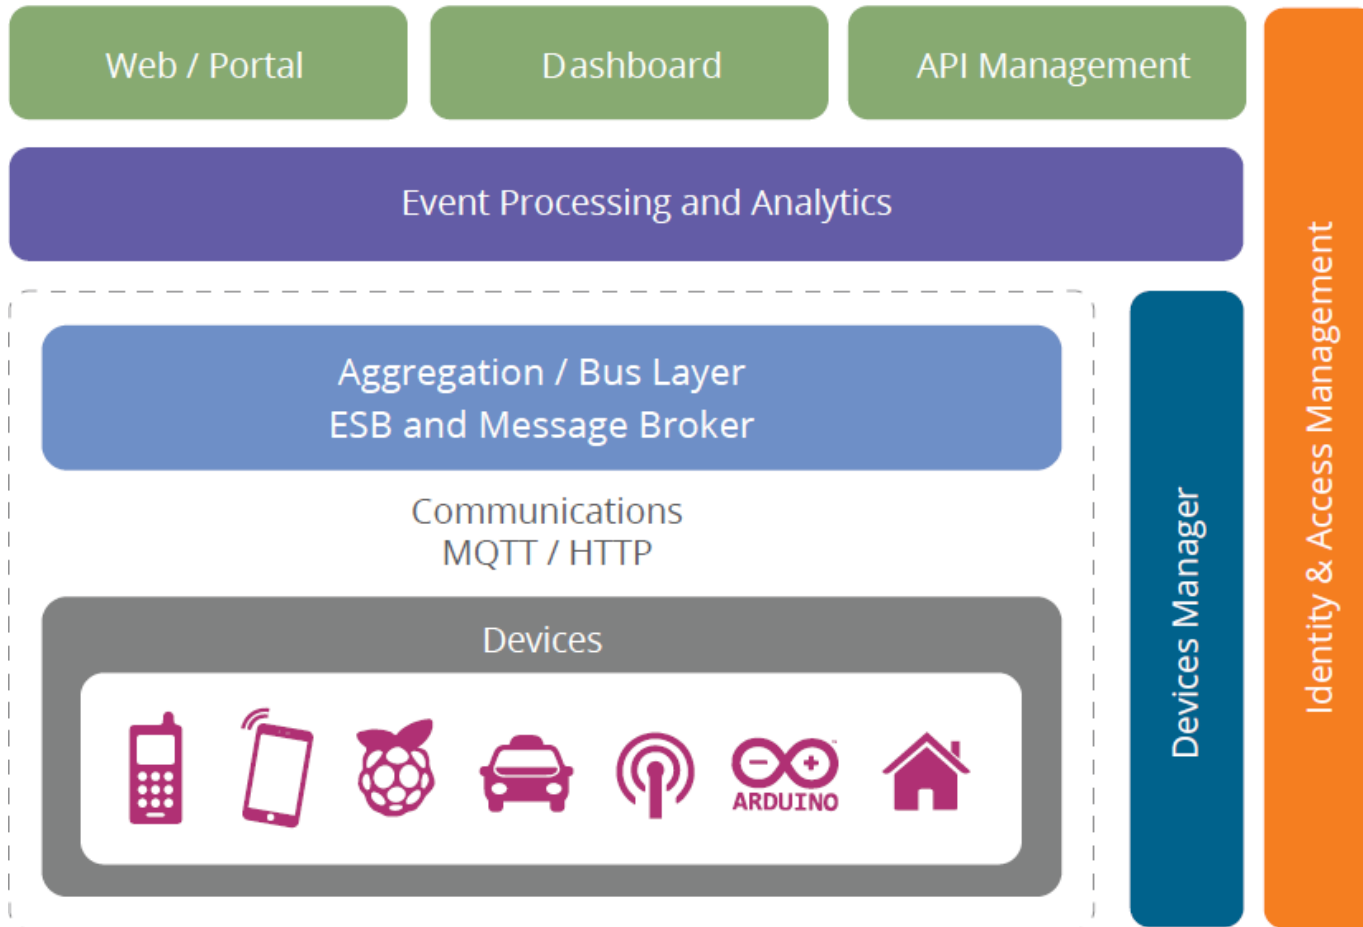 Web / Portal
Dashboard
API Management
Event Processing and Analytics
Aggregation / Bus Layer
ESB and Message Broker
Communications
MQTT / HTTP
Devices
ARDUINO
Devices Manager
Identity & Access Management